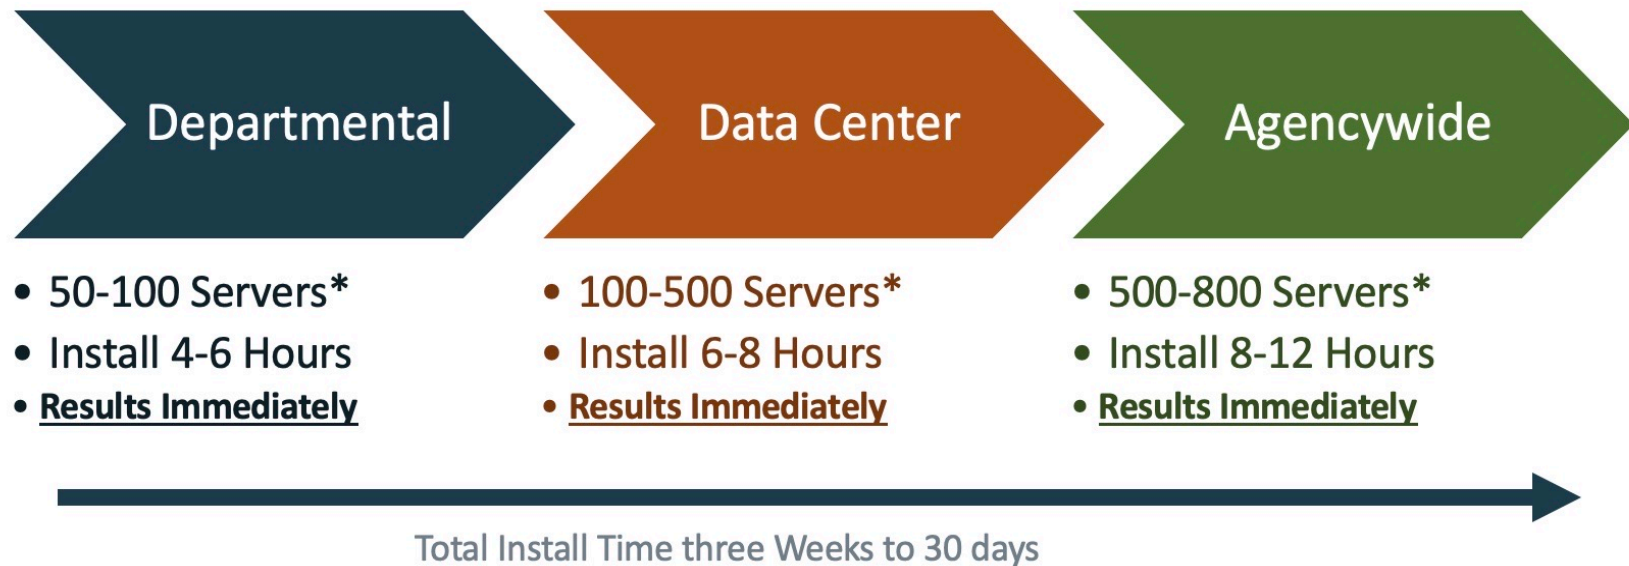 Departmental
Data Center
Agencywide
• 50-100 Servers*
• Install 4-6 Hours
• Results Immediately
• 100-500 Servers*
• Install 6-8 Hours
• Results Immediately
• 500-800 Servers*
• Install 8-12 Hours
• Results Immediately
Total Install Time three Weeks to 30 days